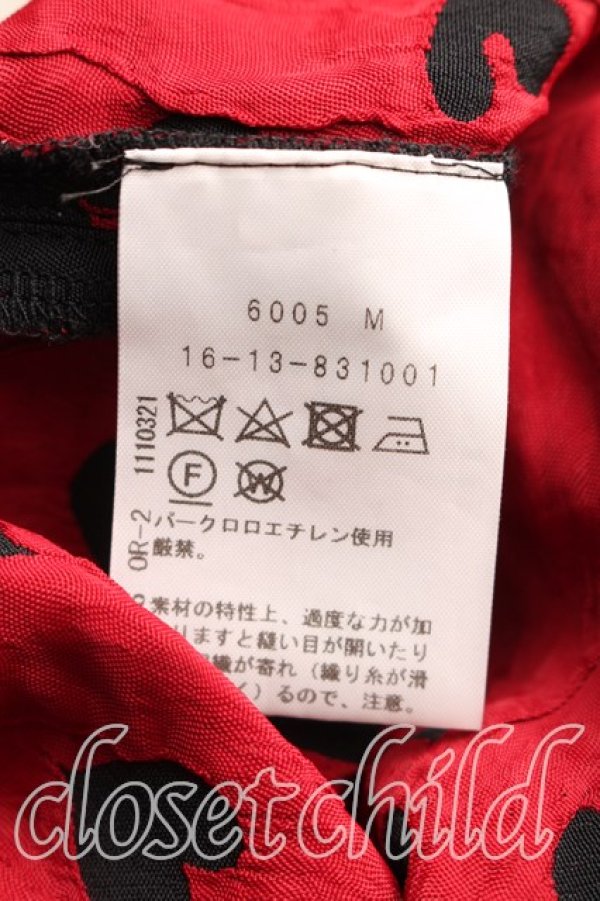 6005 M
16-13-831001
1110321
F
W
OR-2
パークロロエチレン使用
厳禁。
素材の特性上、過度な力が加
りますと縫い目が開いたり
織が寄れ（織り糸が滑
く）るので、注意。
closetchild